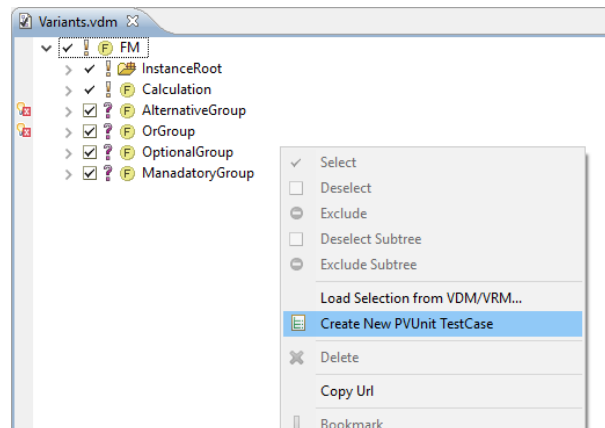 Variants.vdm
FM
InstanceRoot
Calculation
AlternativeGroup
OrGroup
OptionalGroup
ManadatoryGroup
Select
Deselect
Exclude
Deselect Subtree
Exclude Subtree
Load Selection from VDM/VRM...
Create New PVUnit TestCase
Delete
Copy Url
Bookmark